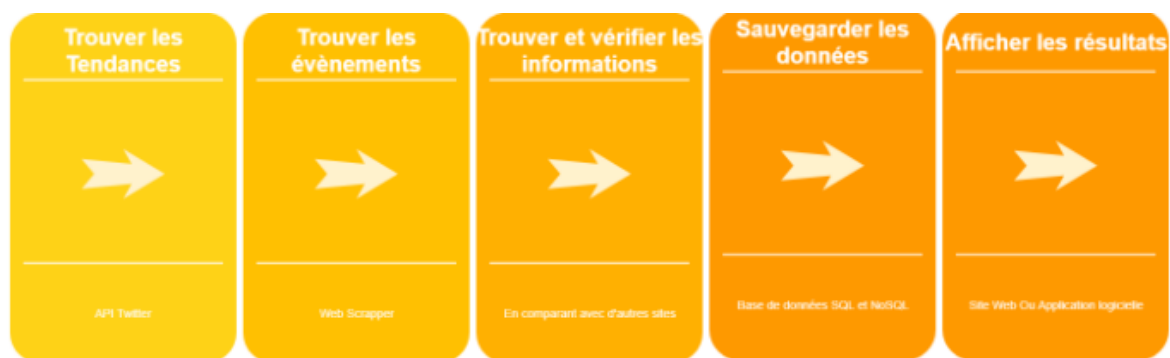 Trouver les
Tendances
API Twitter
Trouver les
évènements
Web Scrapper
Trouver et vérifier les
informations
En comparant avec d'autres sites
Sauvegarder les
données
Base de données SQL et NoSQL
Afficher les résultats
Site Web Ou Application logicielle